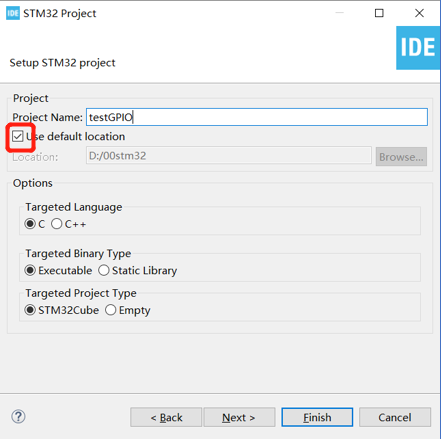 IDE STM32 Project
IDE
Setup STM32 project
Project
Project Name: testGPIO
Use default location
Location: D:/00stm32 Browse...
Options
Targeted Language
C C++
Targeted Binary Type
Executable Static Library
Targeted Project Type
STM32Cube Empty
? < Back Next > Finish Cancel